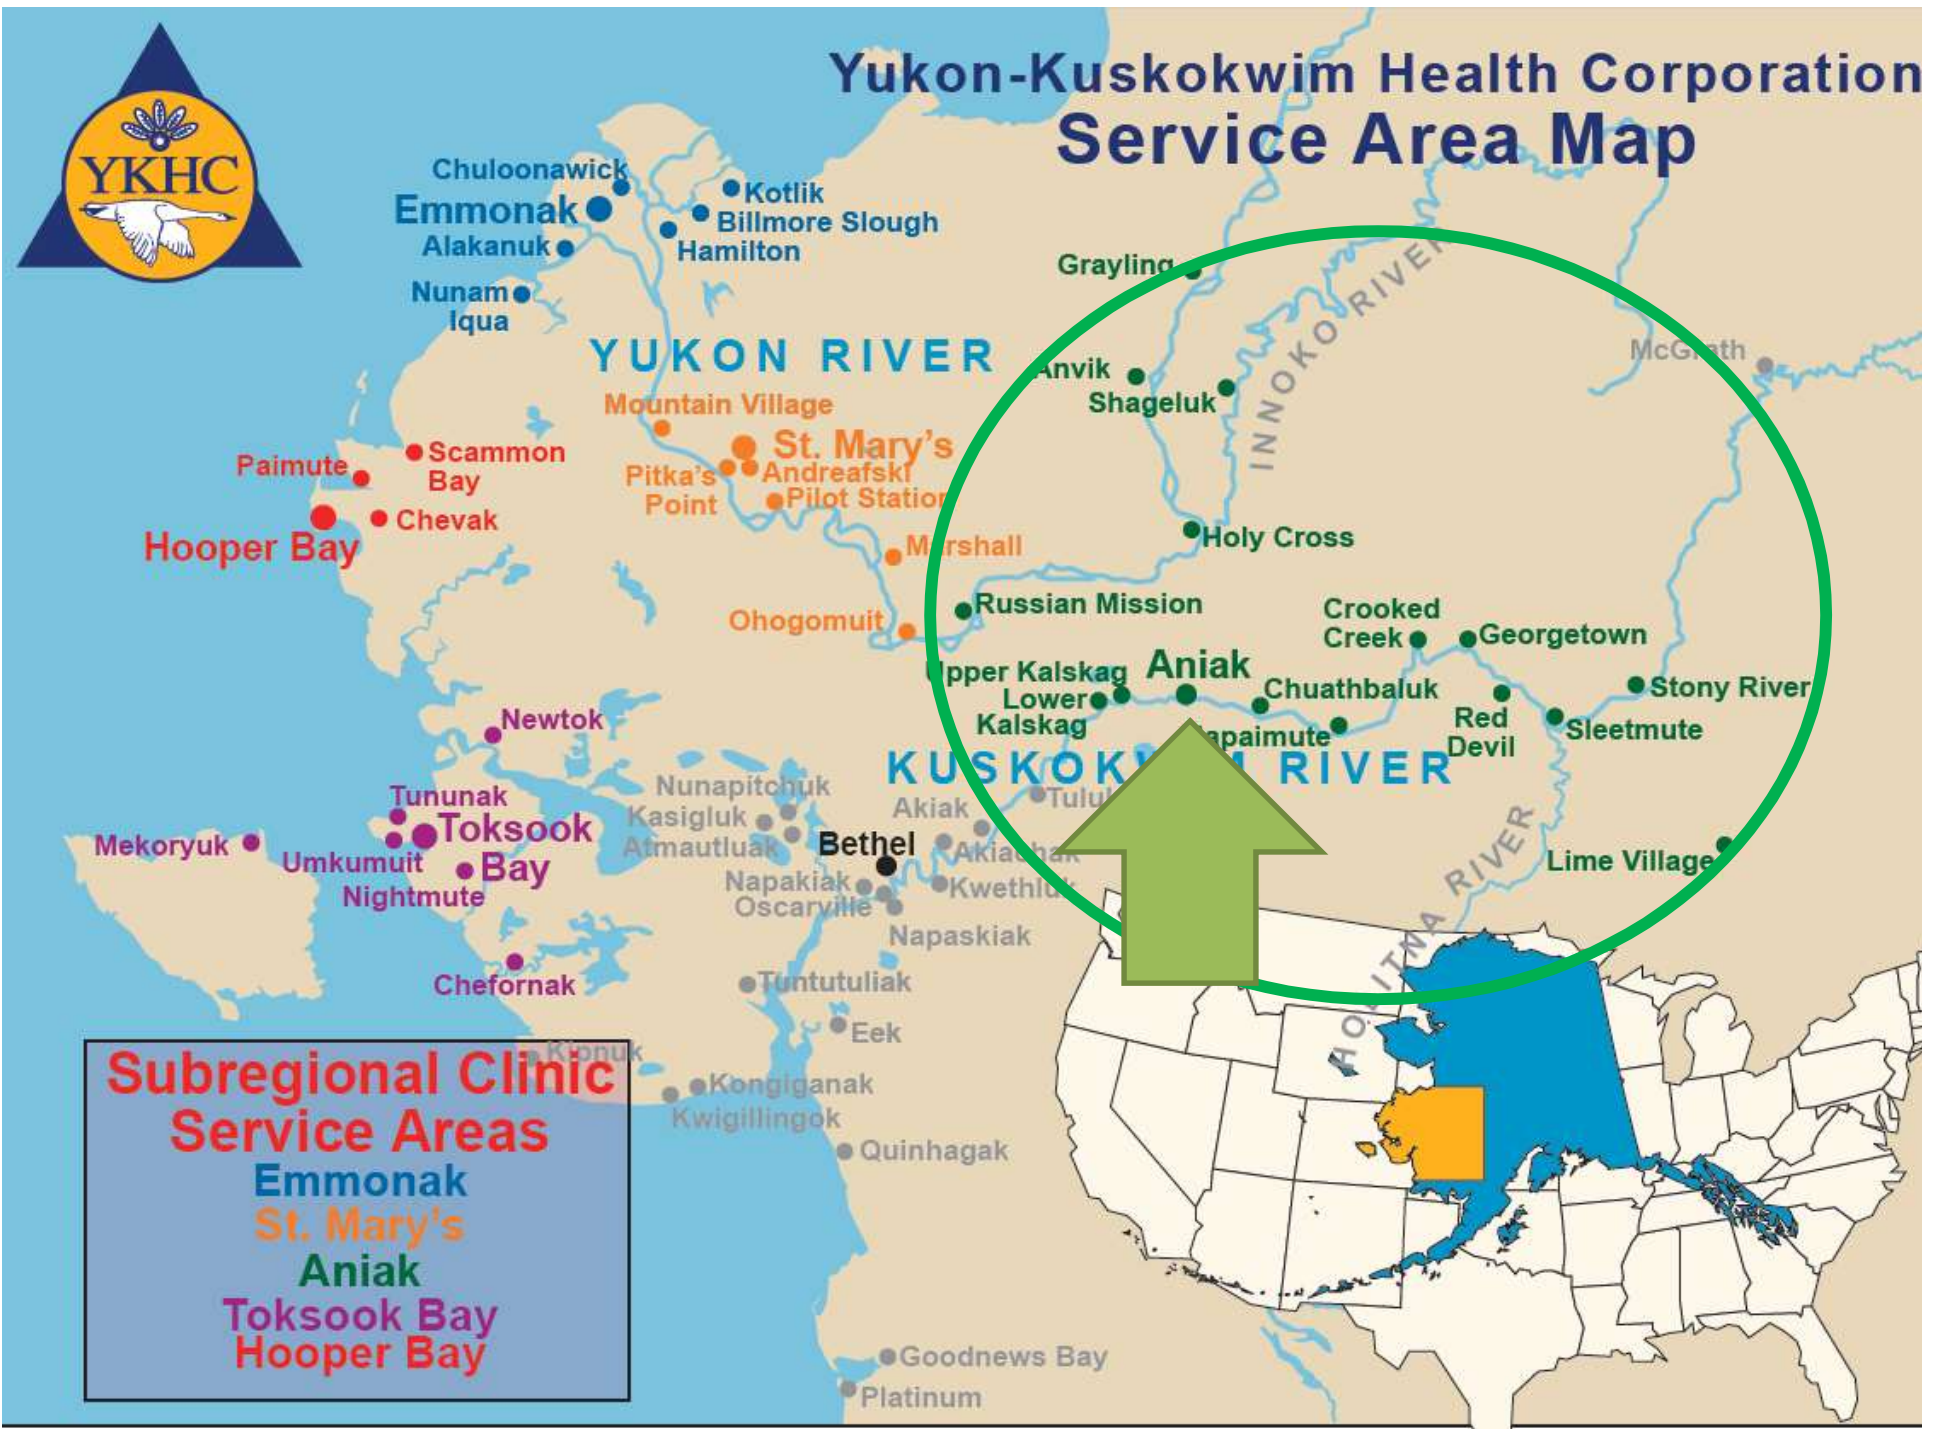 Yukon-Kuskokwim Health Corporation
Service Area Map
YKHC
Chuloonawick
Emmonak
Alakanuk
Nunam
Iqua
Kotlik
Billmore Slough
Hamilton
Grayling
INNOKO RIVER
McGrath
YUKON RIVER
Anvik
Shageluk
Mountain Village
St. Mary's
Pitka's
Point
Andreafski
Pilot Station
Scammon
Bay
Paimute
Chevak
Hooper Bay
Holy Cross
Marshall
Russian Mission
Ohogomuit
Crooked
Creek
Georgetown
Upper Kalskag
Aniak
Lower
Kalskag
Chuathbaluk
Stony River
Red
Devil
Sleetmute
Newtok
KUSKOKWIM RIVER
Nunapitchuk
Kasigluk
Atmautluak
Akiak
Bethel
Akiachak
Napakiak
Oscarville
Kwethluk
Napaskiak
Tununak
Toksook
Bay
Umkumuit
Nightmute
Mekoryuk
Lime Village
HOLITNA RIVER
Chefornak
Tuntutuliak
Eek
Kipnuk
Kongiganak
Kwigillingok
Quinhagak
Goodnews Bay
Platinum
Subregional Clinic
Service Areas
Emmonak
St. Mary's
Aniak
Toksook Bay
Hooper Bay